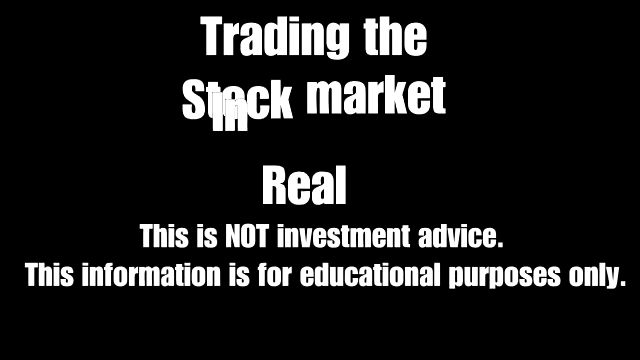 Trading the
Stock market
In
Real
This is NOT investment advice.
This information is for educational purposes only.